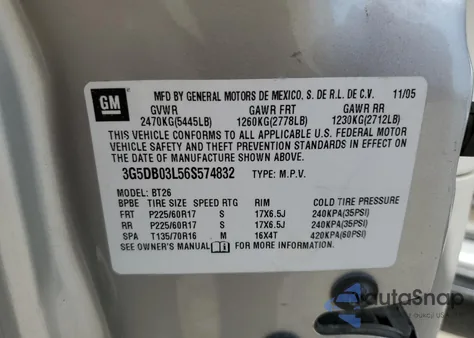 GM
MFD BY GENERAL MOTORS DE MEXICO, S. DE R.L. DE C.V. 11/05
GVWR GAWR FRT GAWR RR
2470KG(5445LB) 1260KG(2778LB) 1230KG(2712LB)
THIS VEHICLE CONFORMS TO ALL APPLICABLE U.S. FEDERAL MOTOR
VEHICLE SAFETY AND THEFT PREVENTION STANDARDS IN EFFECT
ON THE DATE OF MANUFACTURE SHOWN ABOVE.
3G5DB03L56S574832 TYPE: M.P.V.
MODEL: BT26
BPBE TIRE SIZE SPEED RTG RIM COLD TIRE PRESSURE
FRT P225/60R17 S 17X6.5J 240KPA(35PSI)
RR P225/60R17 S 17X6.5J 240KPA(35PSI)
SPA T135/70R16 M 16X4T 420KPA(60PSI)
SEE OWNER'S MANUAL FOR MORE INFORMATION.
autaSnap